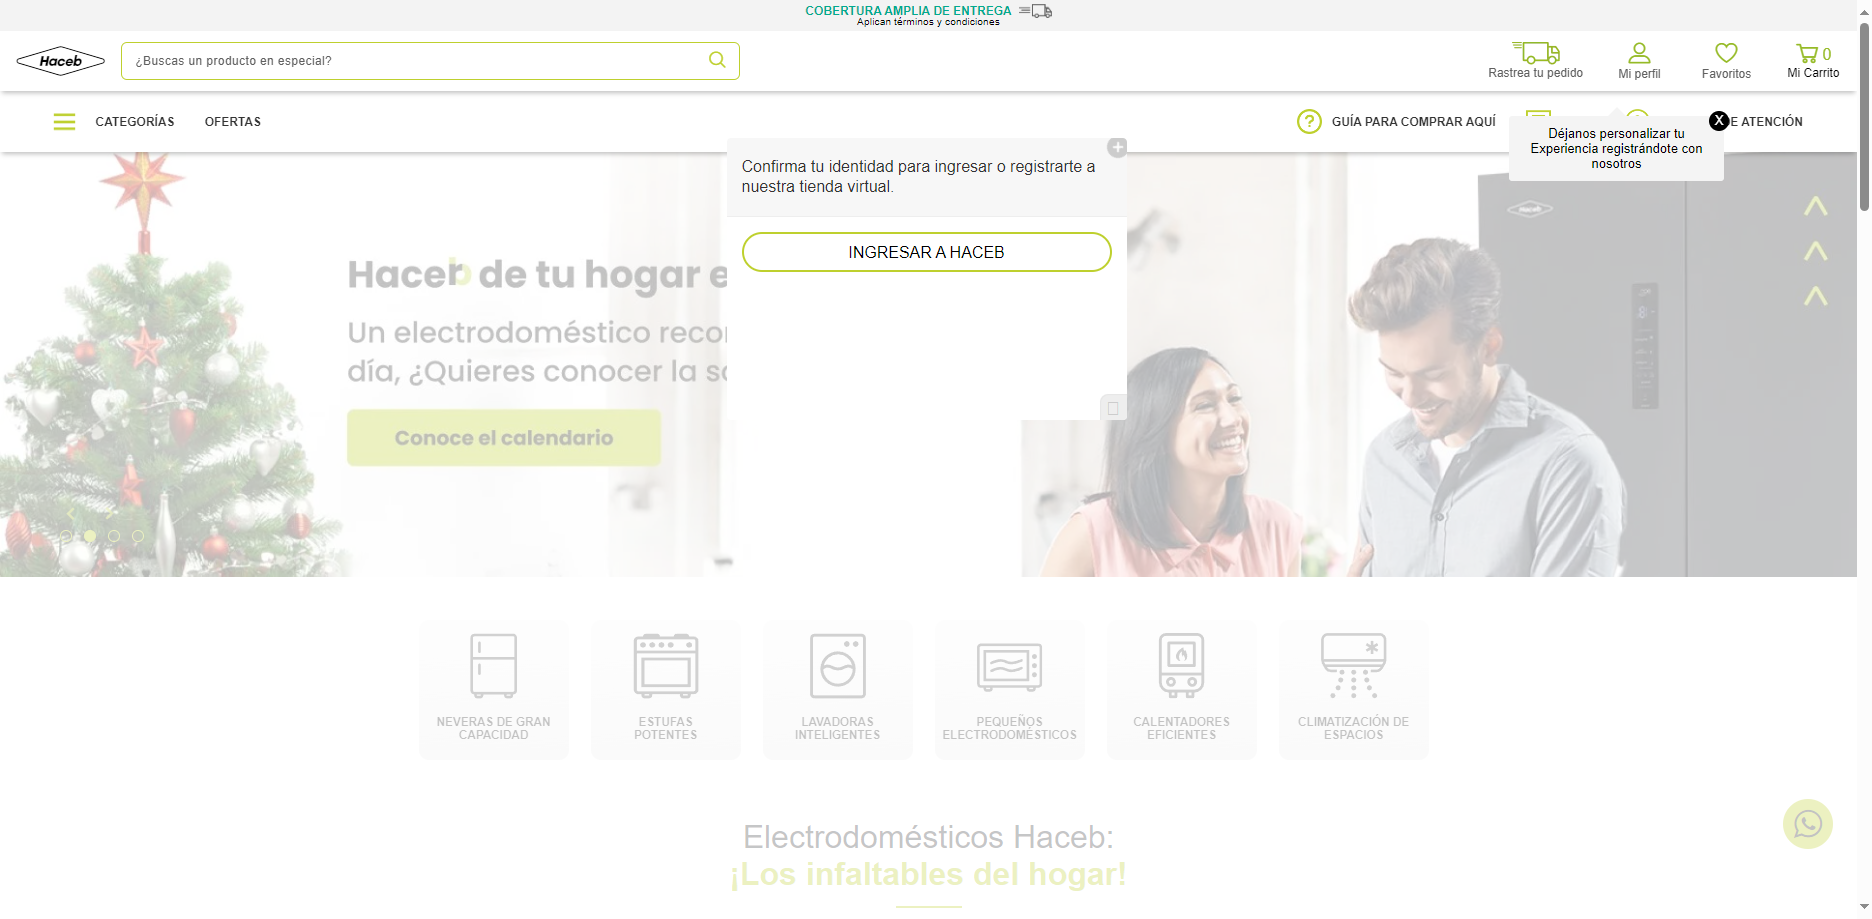 COBERTURA AMPLIA DE ENTREGA
Aplican términos y condiciones
Haceb
¿Buscas un producto en especial?
Rastrea tu pedido
Mi perfil
Favoritos
0
Mi Carrito
CATEGORÍAS
OFERTAS
GUÍA PARA COMPRAR AQUÍ
E ATENCIÓN
X
Déjanos personalizar tu
Experiencia registrándote con
nosotros
Confirma tu identidad para ingresar o registrarte a
nuestra tienda virtual.
INGRESAR A HACEB
Haceb de tu hogar e
Un electrodoméstico reco
día, ¿Quieres conocer la s
Conoce el calendario
Haceb
NEVERAS DE GRAN
CAPACIDAD
ESTUFAS
POTENTES
LAVADORAS
INTELIGENTES
PEQUEÑOS
ELECTRODOMÉSTICOS
CALENTADORES
EFICIENTES
CLIMATIZACIÓN DE
ESPACIOS
Electrodomésticos Haceb:
¡Los infaltables del hogar!